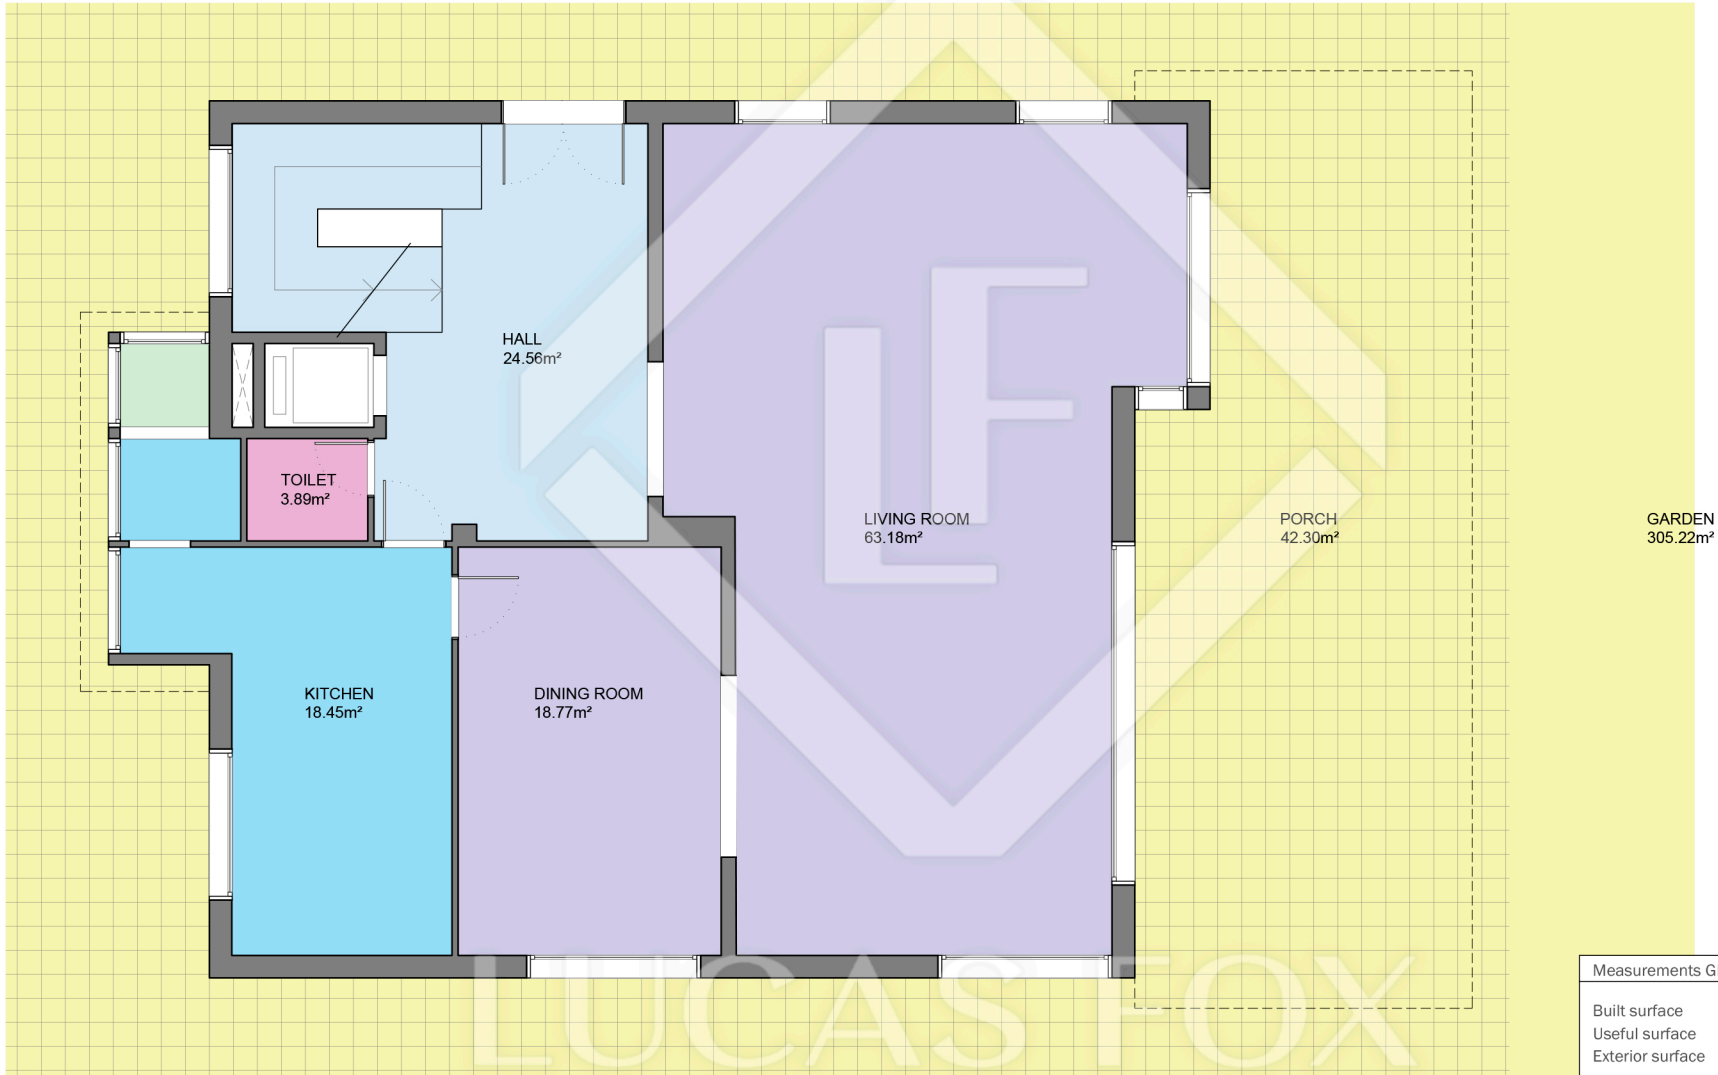 HALL
24.56m²
TOILET
3.89m²
LIVING ROOM
63.18m²
PORCH
42.30m²
GARDEN
305.22m²
KITCHEN
18.45m²
DINING ROOM
18.77m²
LF
LUCAS FOX
Measurements G
Built surface
Useful surface
Exterior surface